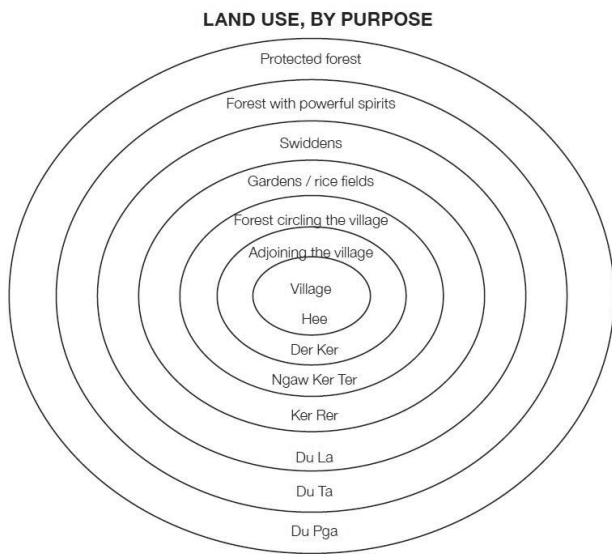 LAND USE, BY PURPOSE
Protected forest
Forest with powerful spirits
Swiddens
Gardens / rice fields
Forest circling the village
Adjoining the village
Village
Hee
Der Ker
Ngaw Ker Ter
Ker Rer
Du La
Du Ta
Du Pga